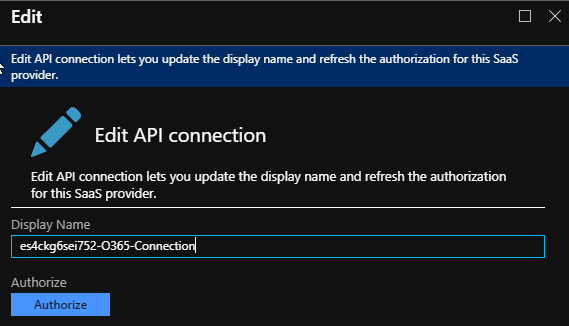 Edit
Edit API connection lets you update the display name and refresh the authorization for this SaaS
provider.
Edit API connection
Edit API connection lets you update the display name and refresh the authorization
for this SaaS provider.
Display Name
es4ckg6sei752-O365-Connection
Authorize
Authorize